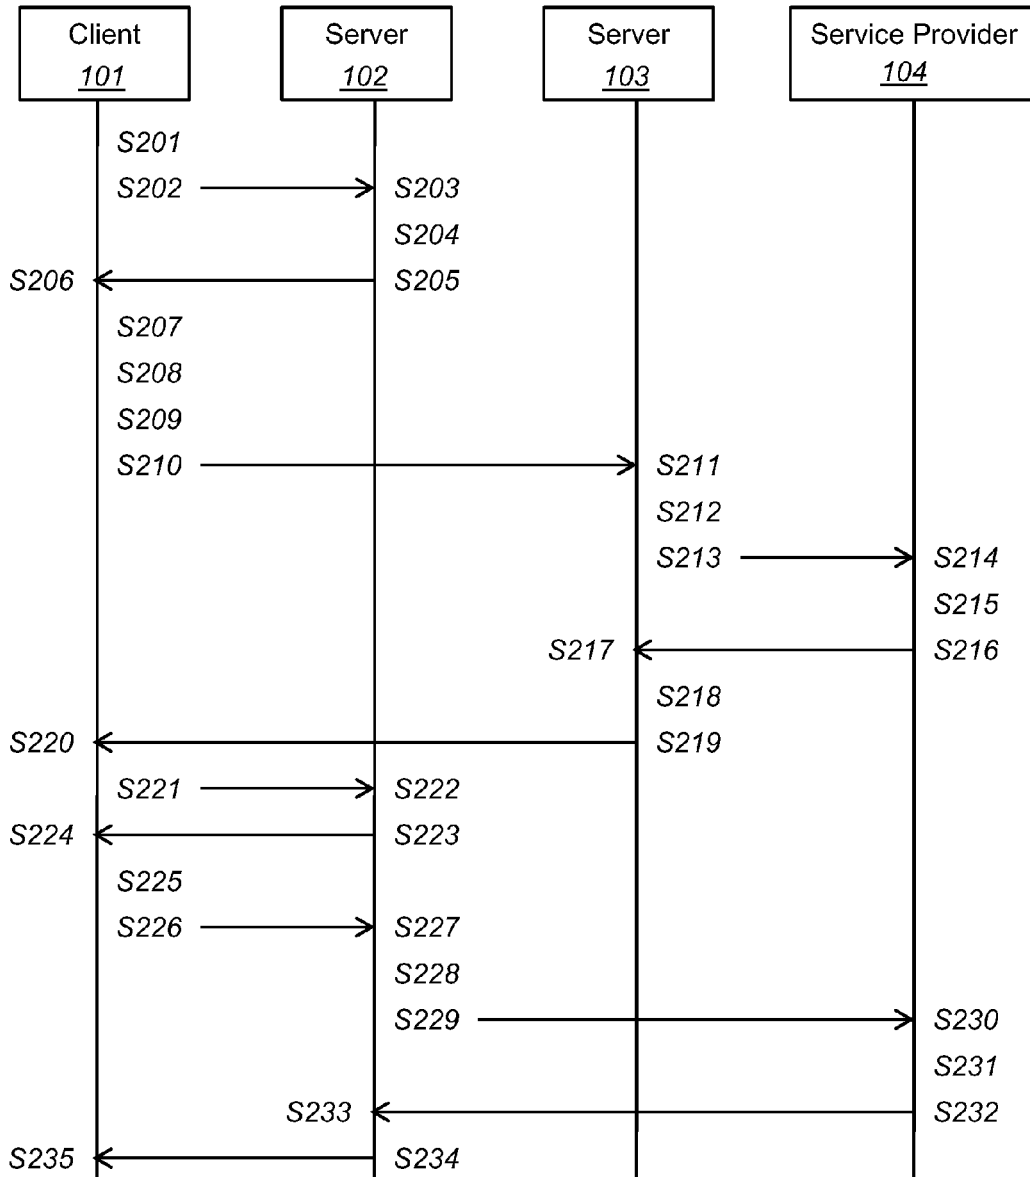 Client Server Server Service Provider
101 102 103 104
S201
S202 S203
S204
S206 S205
S207
S208
S209
S210 S211
S212
S213 S214
S215
S217 S216
S218
S220 S219
S221 S222
S224 S223
S225
S226 S227
S228
S229 S230
S231
S233 S232
S235 S234